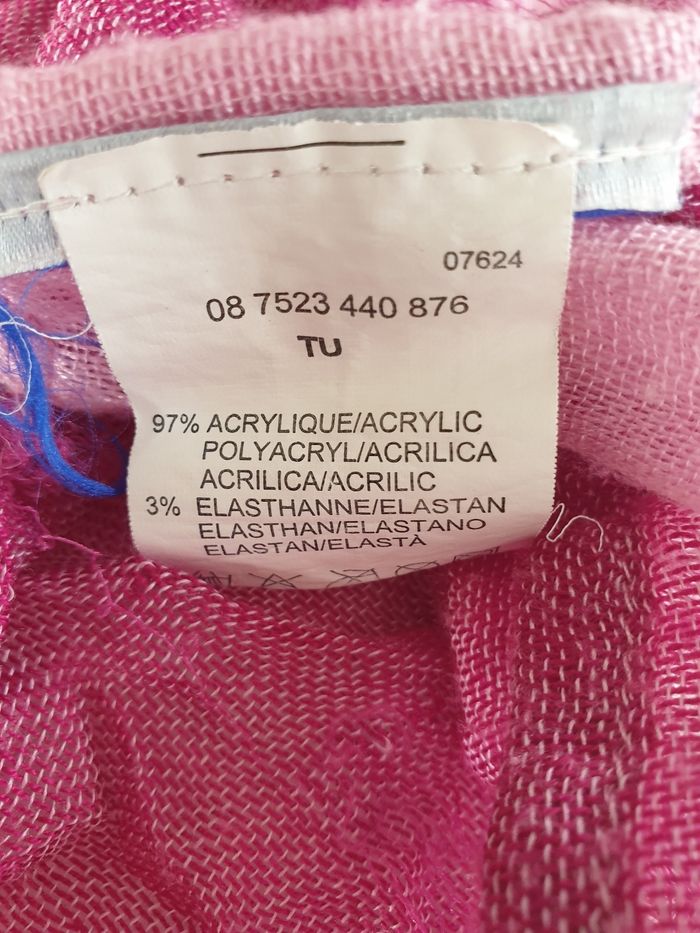 07624
08 7523 440 876
TU
97% ACRYLIQUE/ACRYLIC
POLYACRYL/ACRILICA
ACRILICA/ACRILIC
3% ELASTHANNE/ELASTAN
ELASTHAN/ELASTANO
ELASTAN/ELASTÀ